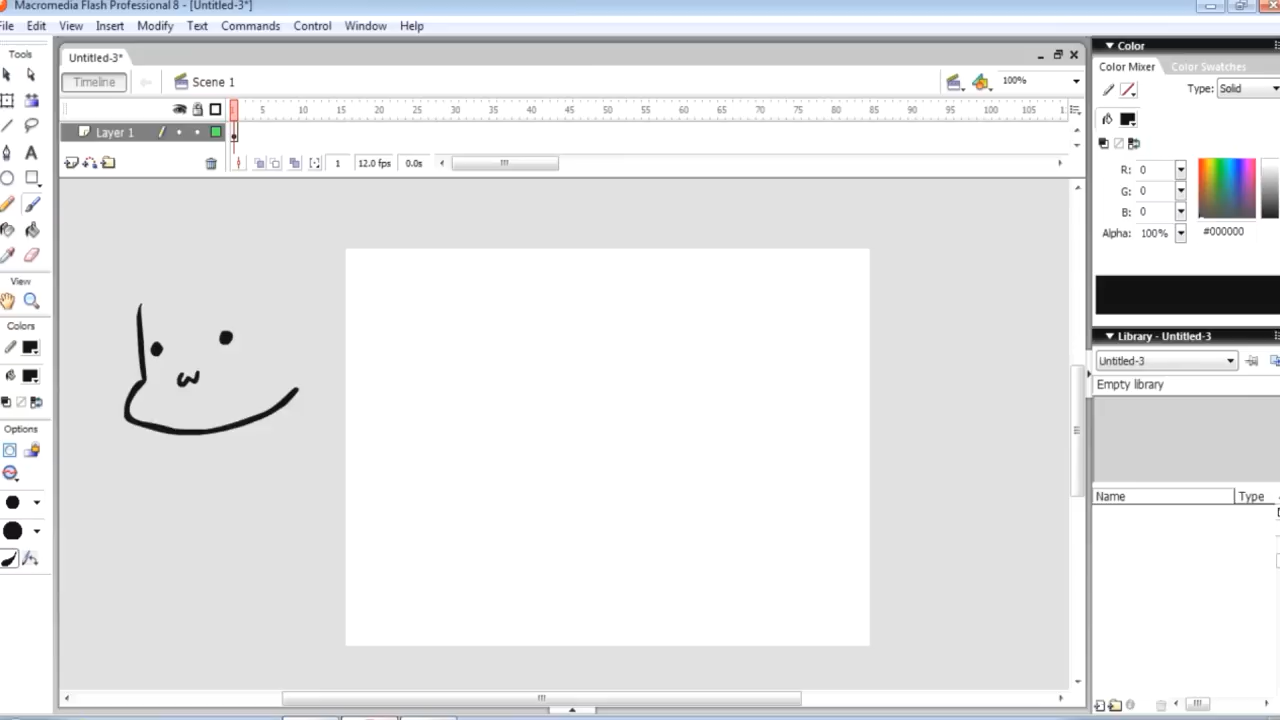 Macromedia Flash Professional 8 - [Untitled-3*]
File Edit View Insert Modify Text Commands Control Window Help
Tools
View
Colors
Options
Untitled-3*
Timeline Scene 1 100%
5 10 15 20 25 30 35 40 45 50 55 60 65 70 75 80 85 90 95 100 105 1
Layer 1
1 12.0 fps 0.0s
ω
Color
Color Mixer Color Swatches
Type: Solid
R: 0
G: 0
B: 0
Alpha: 100% #000000
Library - Untitled-3
Untitled-3
Empty library
Name Type